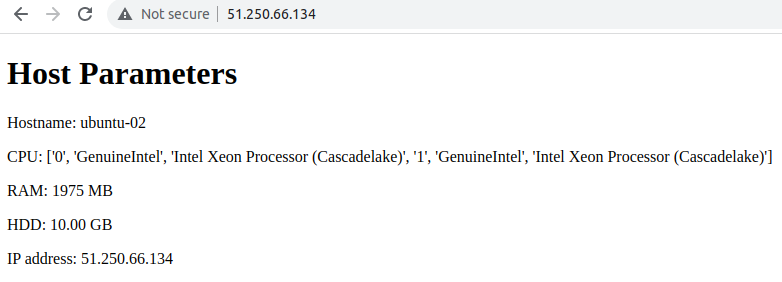 Not secure 51.250.66.134
Host Parameters
Hostname: ubuntu-02
CPU: ['0', 'GenuineIntel', 'Intel Xeon Processor (Cascadelake)', '1', 'GenuineIntel', 'Intel Xeon Processor (Cascadelake)']
RAM: 1975 MB
HDD: 10.00 GB
IP address: 51.250.66.134